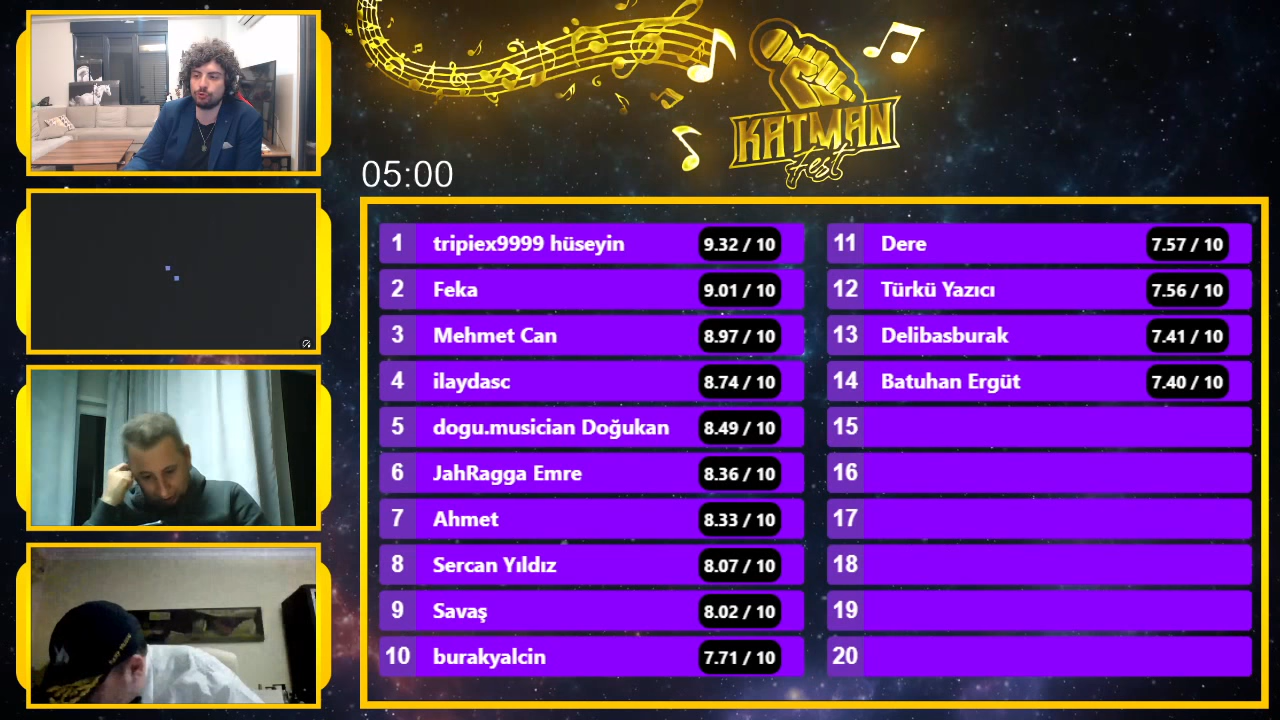 KATMAN
Fest
05:00
1 tripiex9999 hüseyin 9.32 / 10
2 Feka 9.01 / 10
3 Mehmet Can 8.97 / 10
4 ilaydasc 8.74 / 10
5 dogu.musician Doğukan 8.49 / 10
6 JahRagga Emre 8.36 / 10
7 Ahmet 8.33 / 10
8 Sercan Yıldız 8.07 / 10
9 Savaş 8.02 / 10
10 burakyalcin 7.71 / 10
11 Dere 7.57 / 10
12 Türkü Yazıcı 7.56 / 10
13 Delibasburak 7.41 / 10
14 Batuhan Ergüt 7.40 / 10
15
16
17
18
19
20